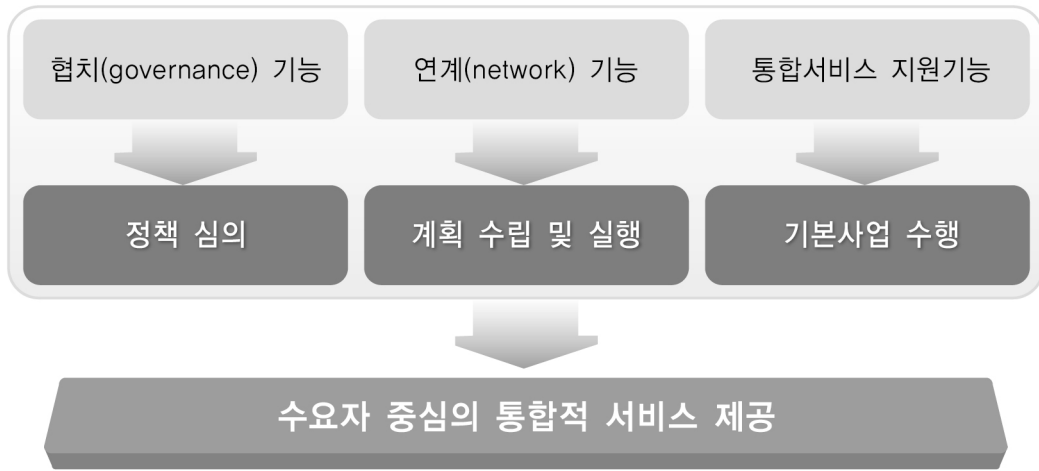 협치(governance) 기능
연계(network) 기능
통합서비스 지원기능
정책 심의
계획 수립 및 실행
기본사업 수행
수요자 중심의 통합적 서비스 제공